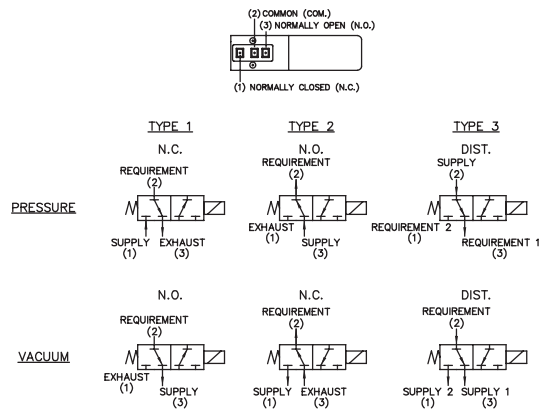 (2) COMMON (COM.)
(3) NORMALLY OPEN (N.O.)
(1) NORMALLY CLOSED (N.C.)
TYPE 1 TYPE 2 TYPE 3
N.C. N.O. DIST.
REQUIREMENT REQUIREMENT SUPPLY
(2) (2) (2)
PRESSURE
SUPPLY EXHAUST EXHAUST SUPPLY REQUIREMENT 2 REQUIREMENT 1
(1) (3) (1) (3) (1) (3)
N.O. N.C. DIST.
REQUIREMENT REQUIREMENT REQUIREMENT
(2) (2) (2)
VACUUM
EXHAUST SUPPLY SUPPLY EXHAUST SUPPLY 2 SUPPLY 1
(1) (3) (1) (3) (1) (3)